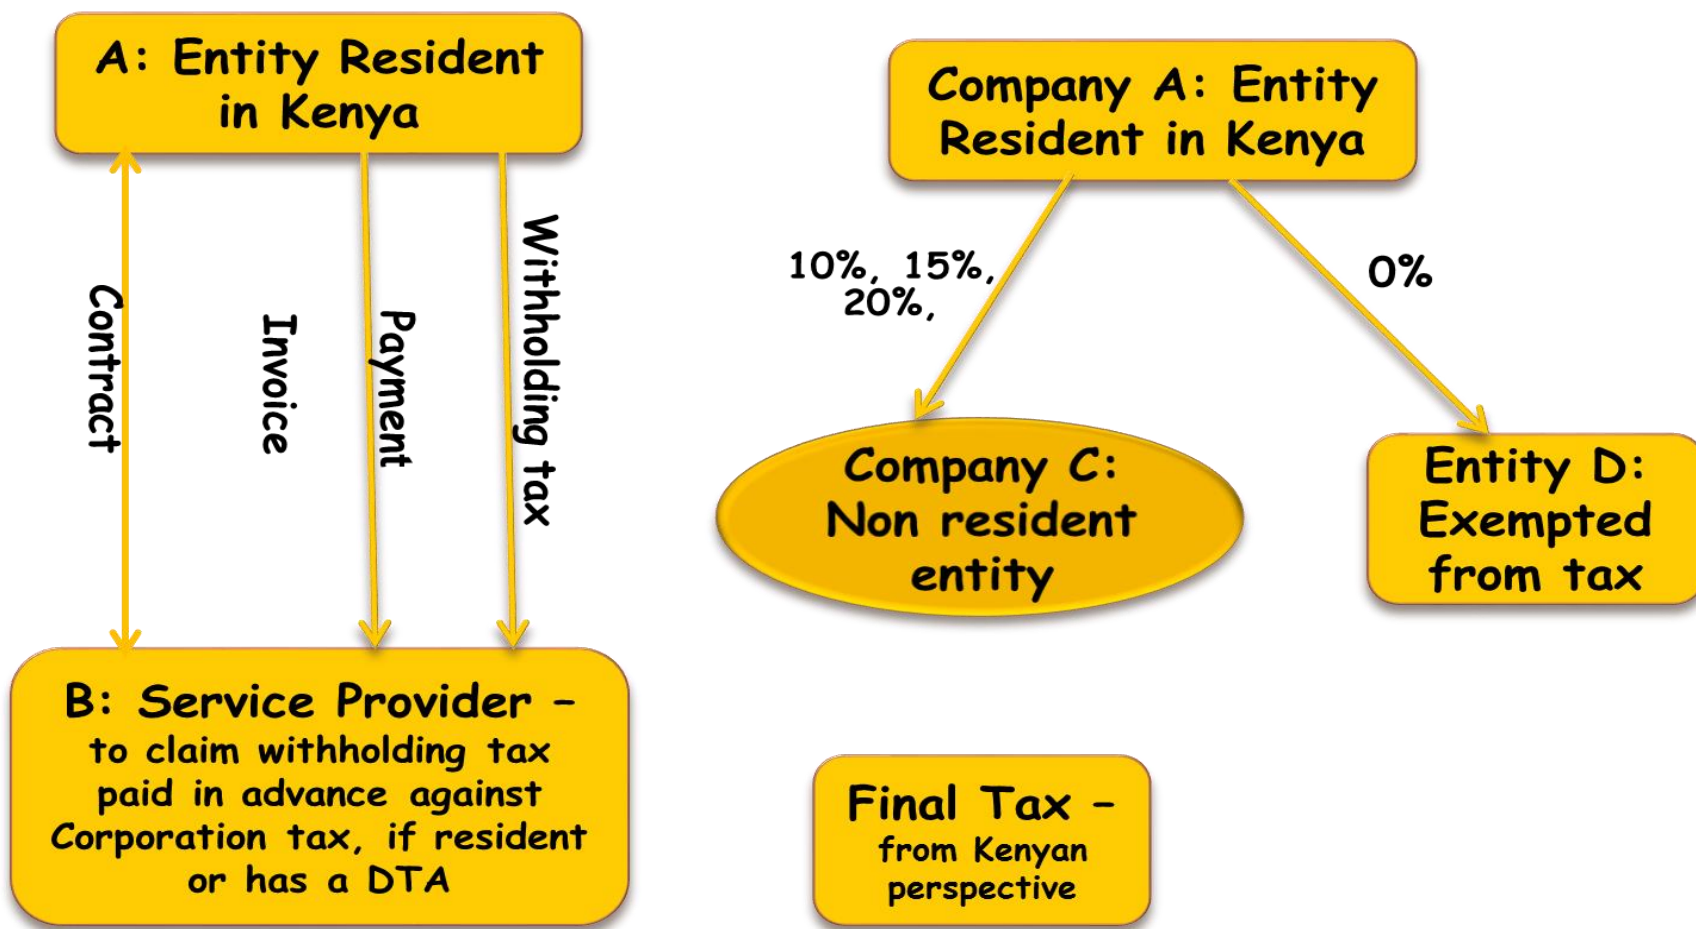 A: Entity Resident
in Kenya
Contract
Invoice
Payment
Withholding tax
B: Service Provider –
to claim withholding tax
paid in advance against
Corporation tax, if resident
or has a DTA
Company A: Entity
Resident in Kenya
10%, 15%,
20%,
0%
Company C:
Non resident
entity
Entity D:
Exempted
from tax
Final Tax –
from Kenyan
perspective